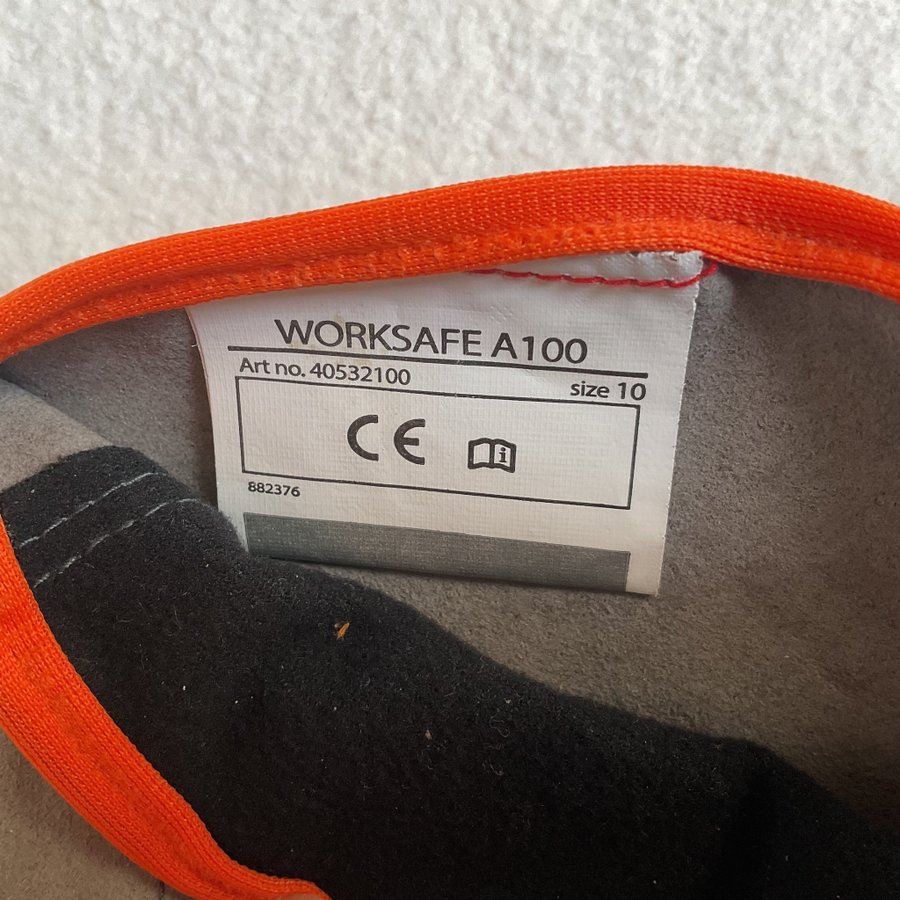 WORKSAFE A100
Art no. 40532100 size 10
CE i
882376